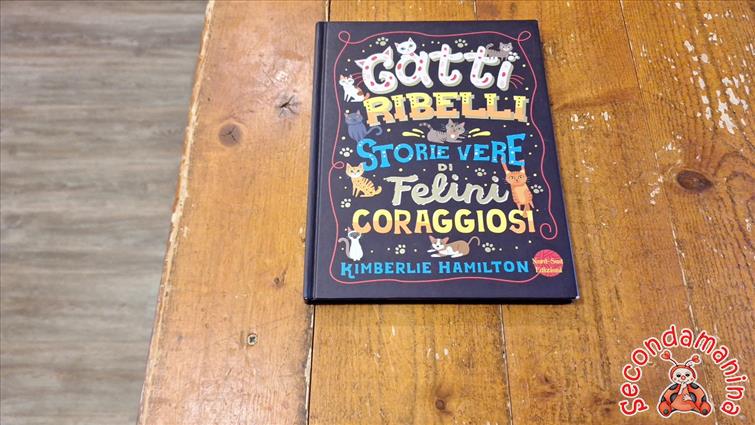 Gatti
RIBELLI
STORIE VERE
DI
Felini
CORAGGIOSI
KIMBERLIE HAMILTON
Nord-Sud
Edizioni
Secondamanina